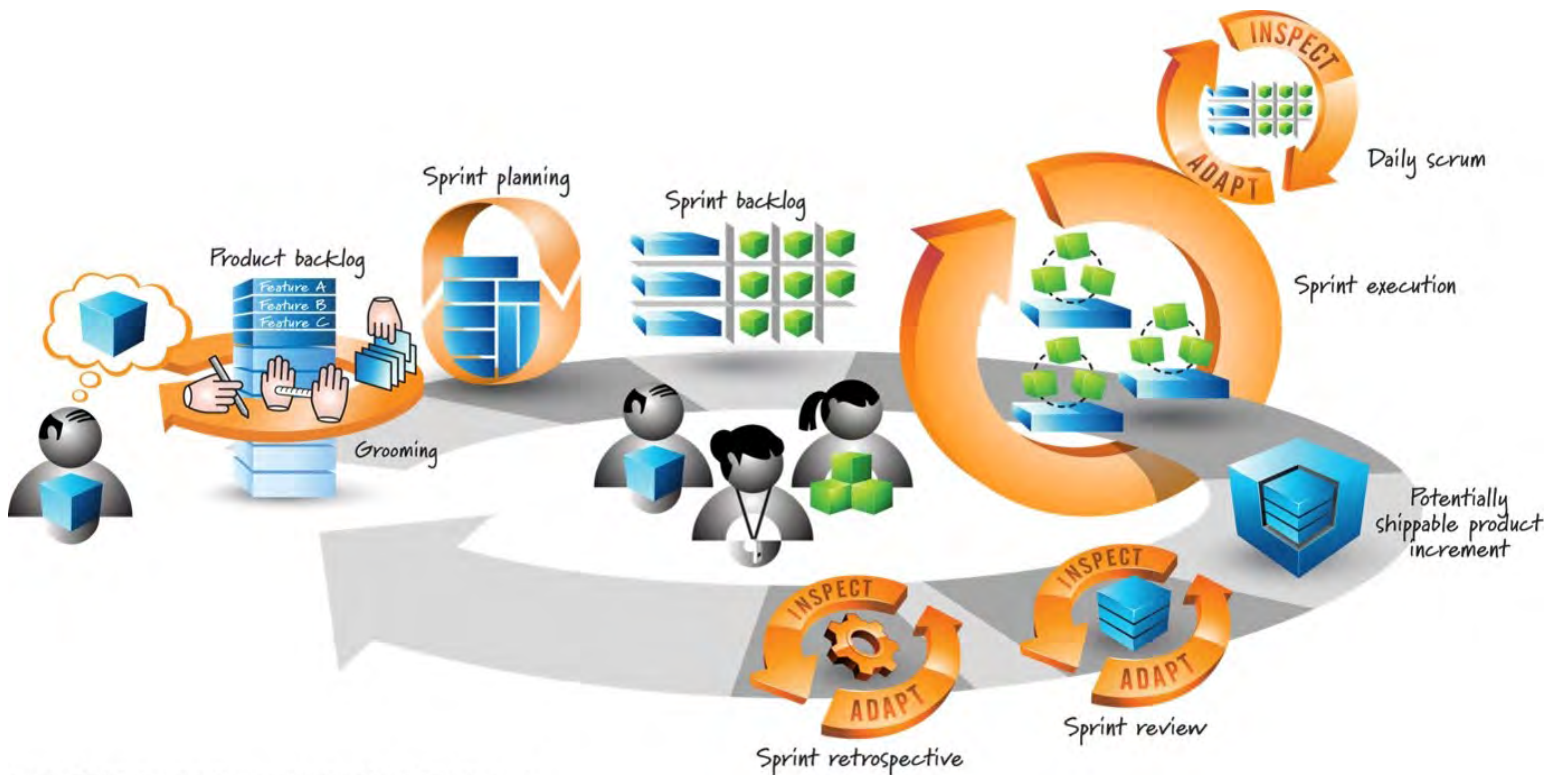 INSPECT
ADAPT
Daily scrum
Sprint planning
Sprint backlog
Product backlog
Feature A
Feature B
Feature C
Sprint execution
Grooming
Potentially
shippable product
increment
INSPECT
ADAPT
Sprint review
INSPECT
ADAPT
Sprint retrospective